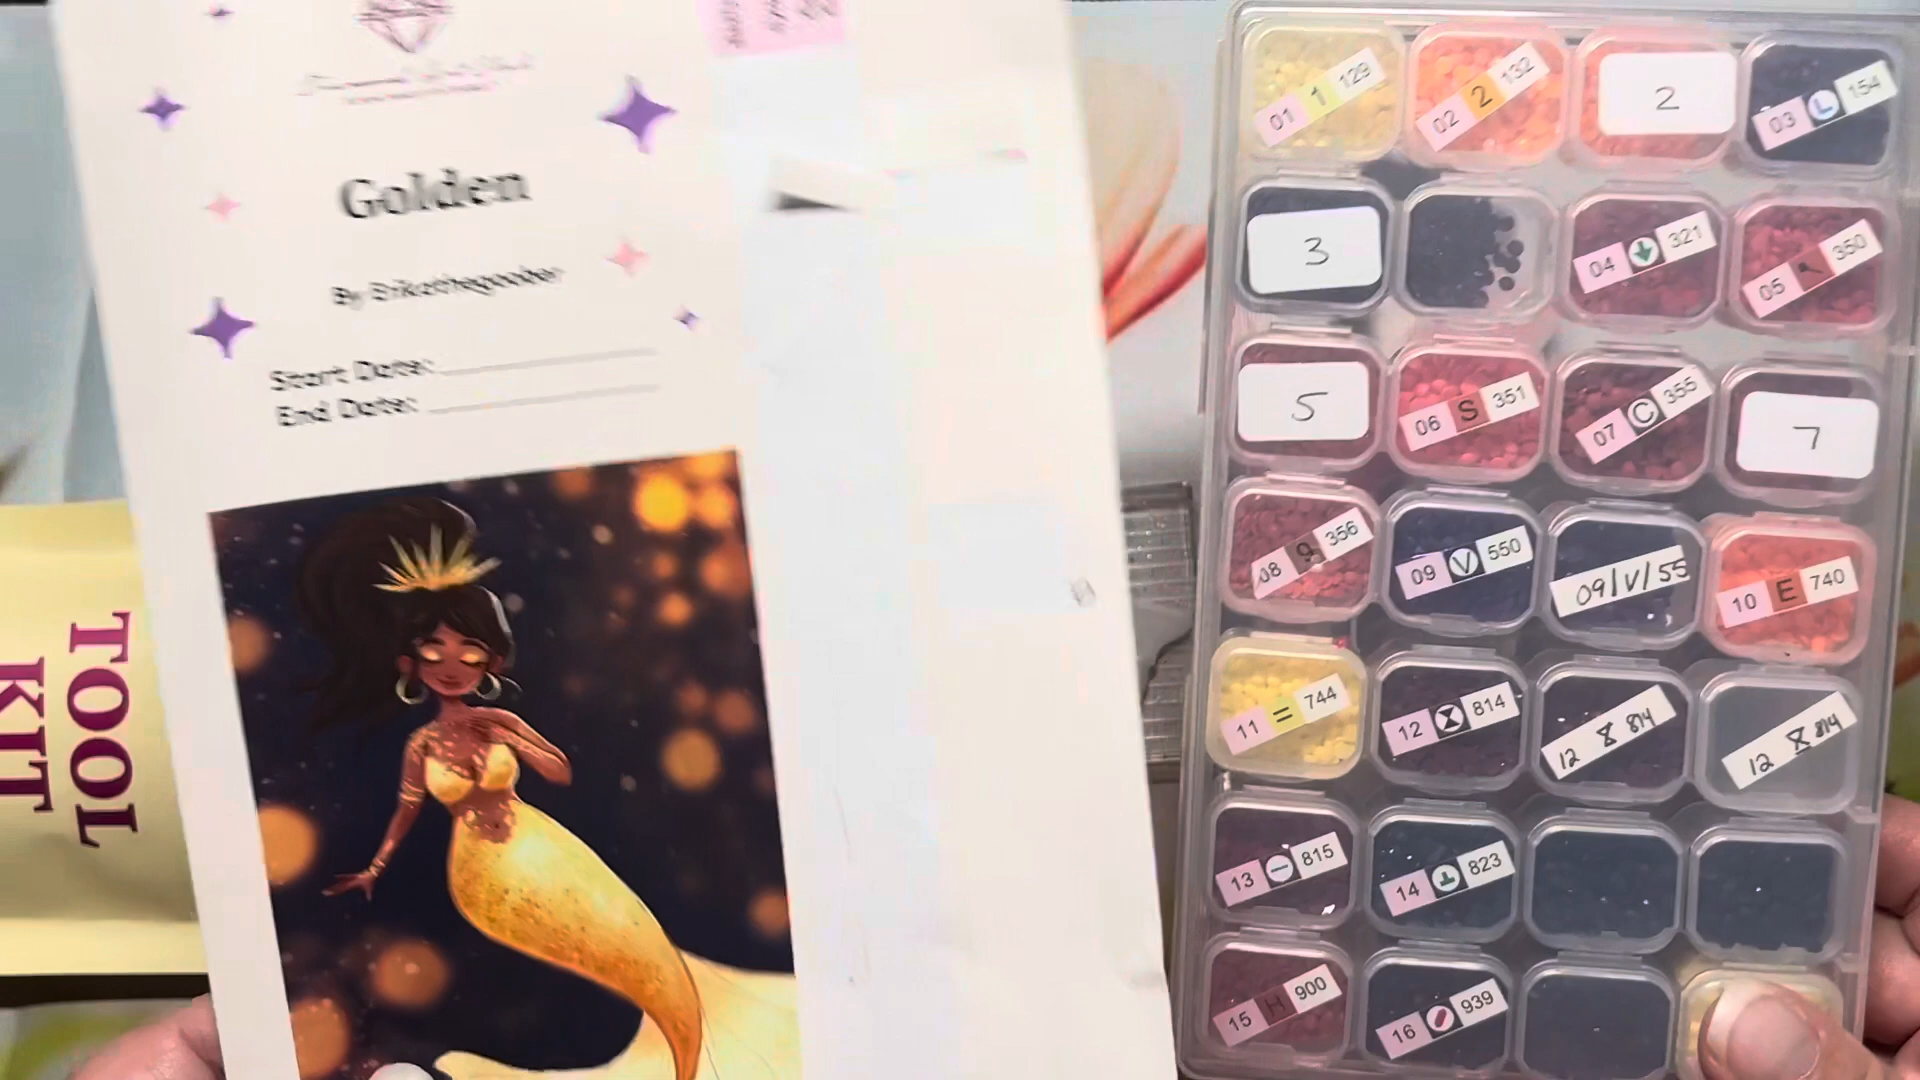 Golden
By Erikathegoober
Start Date:
End Date:
TOOL
KIT
01 1 129
02 2 132
2
03 L 154
3
04 321
05 350
5
06 S 351
07 C 355
7
08 356
09 V 550
09/V/55
10 E 740
11 = 744
12 814
12 814
12 814
13 815
14 823
15 H 900
16 939